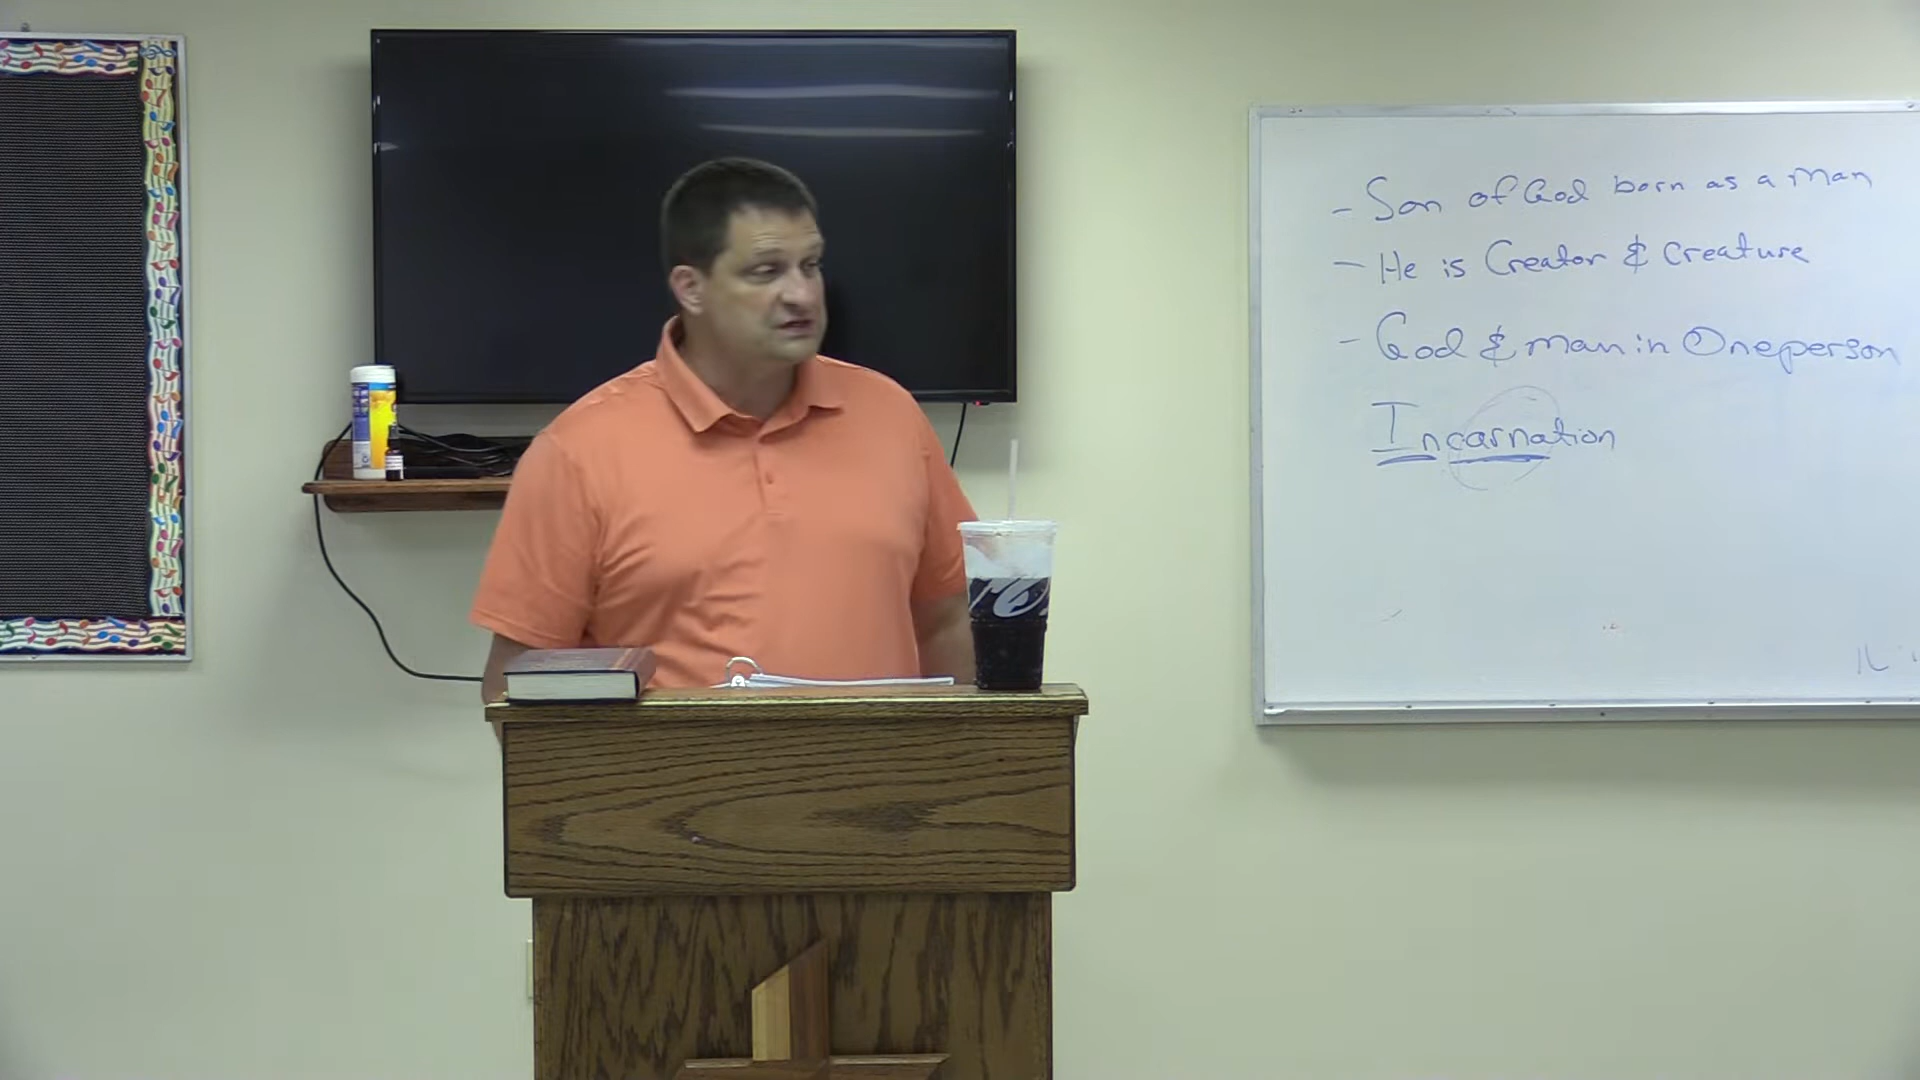 - Son of God born as a Man
- He is Creator & Creature
- God & man in One person
Incarnation